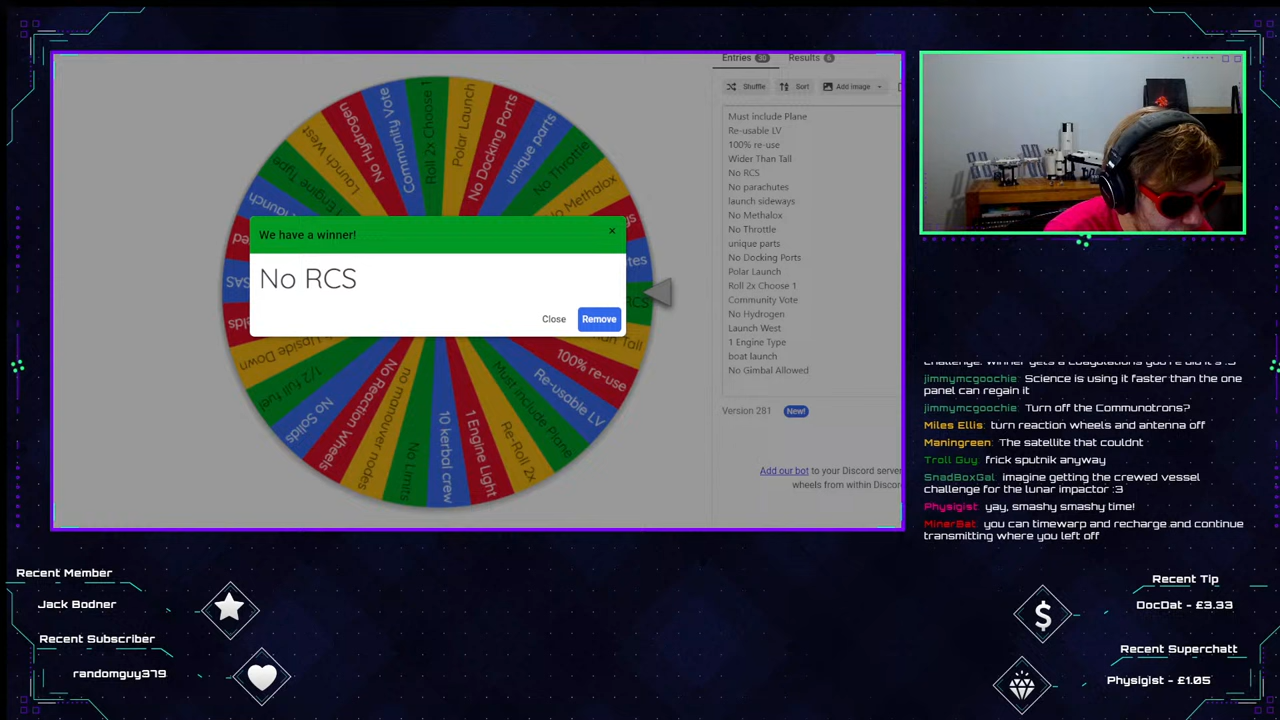 Entries 30 Results 6
Shuffle Sort Add image
Must include Plane
Re-usable LV
100% re-use
Wider Than Tall
No RCS
No parachutes
launch sideways
No Methalox
No Throttle
unique parts
No Docking Ports
Polar Launch
Roll 2x Choose 1
Community Vote
No Hydrogen
Launch West
1 Engine Type
boat launch
No Gimbal Allowed
Version 281 New!
Add our bot to your Discord server
wheels from within Discord
We have a winner!
No RCS
Close Remove
1 Engine Type
Launch West
No Hydrogen
Community Vote
Roll 2x Choose 1
Polar Launch
No Docking Ports
unique parts
No Throttle
No Methalox
100% re-use
Re-usable LV
Must include Plane
Re-Roll 2x
1 Engine Light
10 kerbal crew
No Limits
no manouver nodes
No Reaction Wheels
No Solids
1/2 fuel
Upside Down
jimmymcgoochie: Science is using it faster than the one
panel can regain it
jimmymcgoochie: Turn off the Communotrons?
Miles Ellis: turn reaction wheels and antenna off
Maningreen: The satellite that couldnt
Troll Guy: frick sputnik anyway
SnadBoxGal: imagine getting the crewed vessel
challenge for the lunar impactor :3
Physigist: yay, smashy smashy time!
MinerBat: you can timewarp and recharge and continue
transmitting where you left off
Recent Member
Jack Bodner
Recent Subscriber
randomguy379
Recent Tip
DocDat - £3.33
Recent Superchatt
Physigist - £1.05